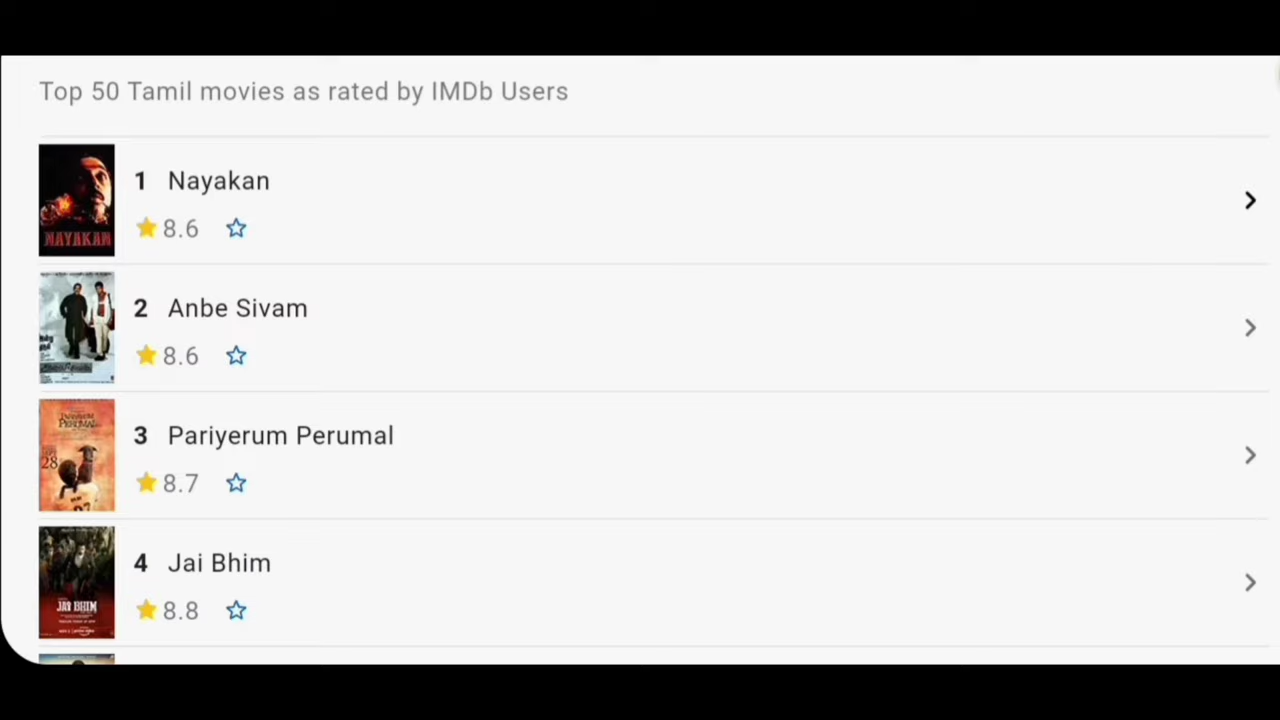 Top 50 Tamil movies as rated by IMDb Users
NAYAKAN
1 Nayakan
8.6
2 Anbe Sivam
8.6
PERUMAL
28
3 Pariyerum Perumal
8.7
JAI BHIM
4 Jai Bhim
8.8